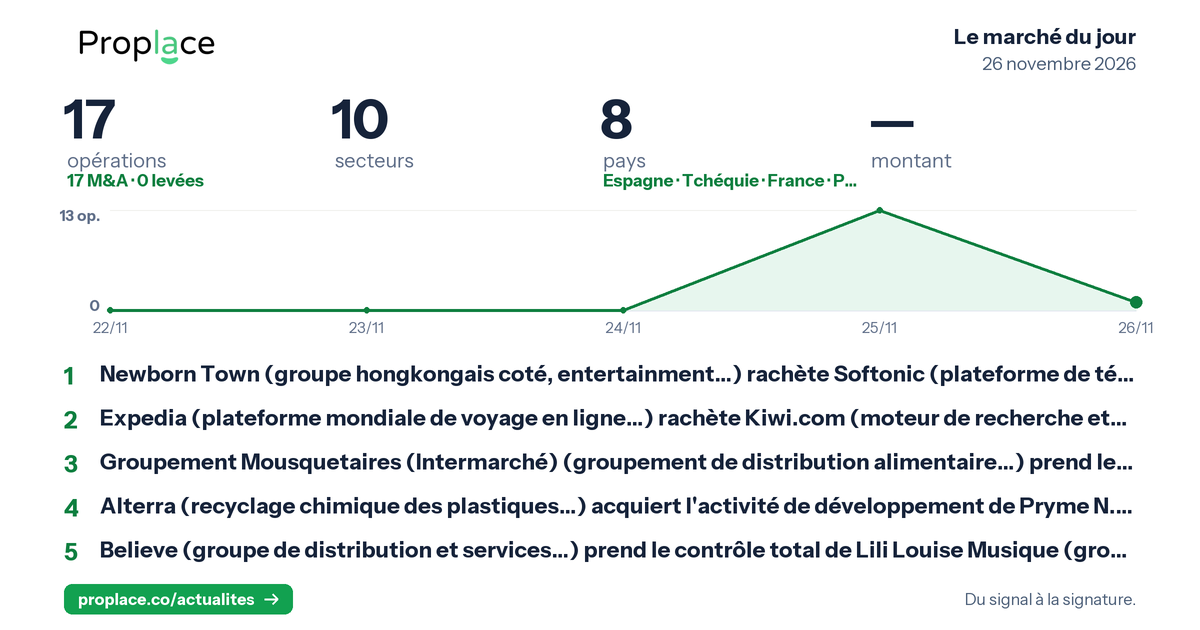 Proplace
Le marché du jour
26 novembre 2026
17
opérations
17 M&A · 0 levées
10
secteurs
8
pays
Espagne · Tchéquie · France · P...
—
montant
13 op.
0
22/11
23/11
24/11
25/11
26/11
1 Newborn Town (groupe hongkongais coté, entertainment...) rachète Softonic (plateforme de té...
2 Expedia (plateforme mondiale de voyage en ligne...) rachète Kiwi.com (moteur de recherche et...
3 Groupement Mousquetaires (Intermarché) (groupement de distribution alimentaire...) prend le...
4 Alterra (recyclage chimique des plastiques...) acquiert l'activité de développement de Pryme N....
5 Believe (groupe de distribution et services...) prend le contrôle total de Lili Louise Musique (gro...
proplace.co/actualites →
Du signal à la signature.